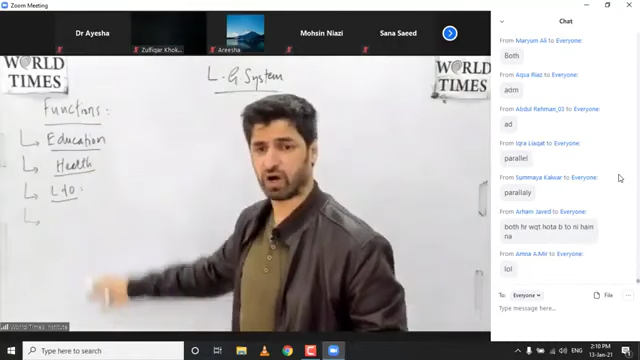 Zoom Meeting
Dr Ayesha
Zulfiqar Khok...
Areesha
Mohsin Niazi
Sana Saeed
WORLD
TIMES
L. G System
WORLD
TIMES
Functions:
Education
Health
L & O:
World Times Institute
Chat
From Maryum Ali to Everyone:
Both
From Aqsa Riaz to Everyone:
adm
From Abdul Rehman_03 to Everyone:
ad
From Iqra Liaqat to Everyone:
parallel
From Summaya Kalwar to Everyone:
parallaly
From Arham Javed to Everyone:
both hr wqt hota b to ni hain
na
From Amna A.Mir to Everyone:
lol
To: Everyone
File
Type message here...
Type here to search
2:10 PM
13-Jan-21